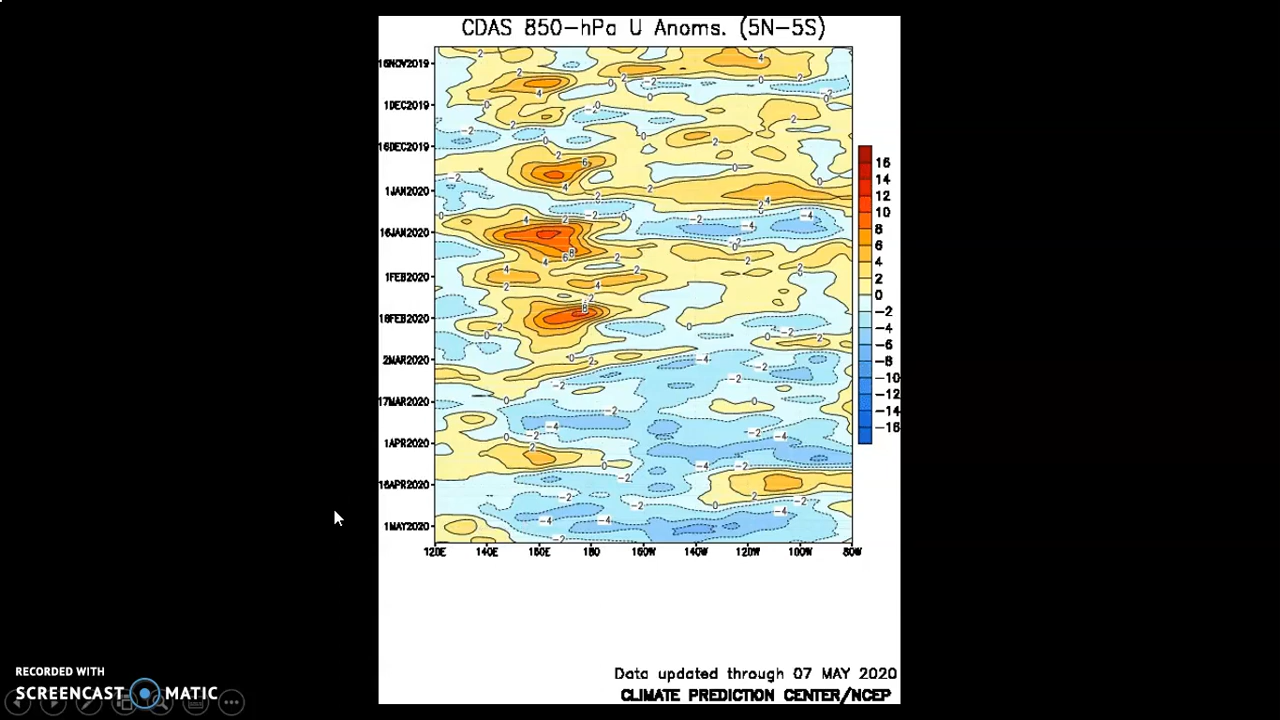 CDAS 850-hPa U Anoms. (5N-5S)
16NOV2019
1DEC2019
16DEC2019
1JAN2020
16JAN2020
1FEB2020
16FEB2020
2MAR2020
17MAR2020
1APR2020
16APR2020
1MAY2020
120E 140E 160E 180 160W 140W 120W 100W 80W
16
14
12
10
8
6
4
2
0
-2
-4
-6
-8
-10
-12
-14
-16
Data updated through 07 MAY 2020
CLIMATE PREDICTION CENTER/NCEP
RECORDED WITH
SCREENCAST MATIC